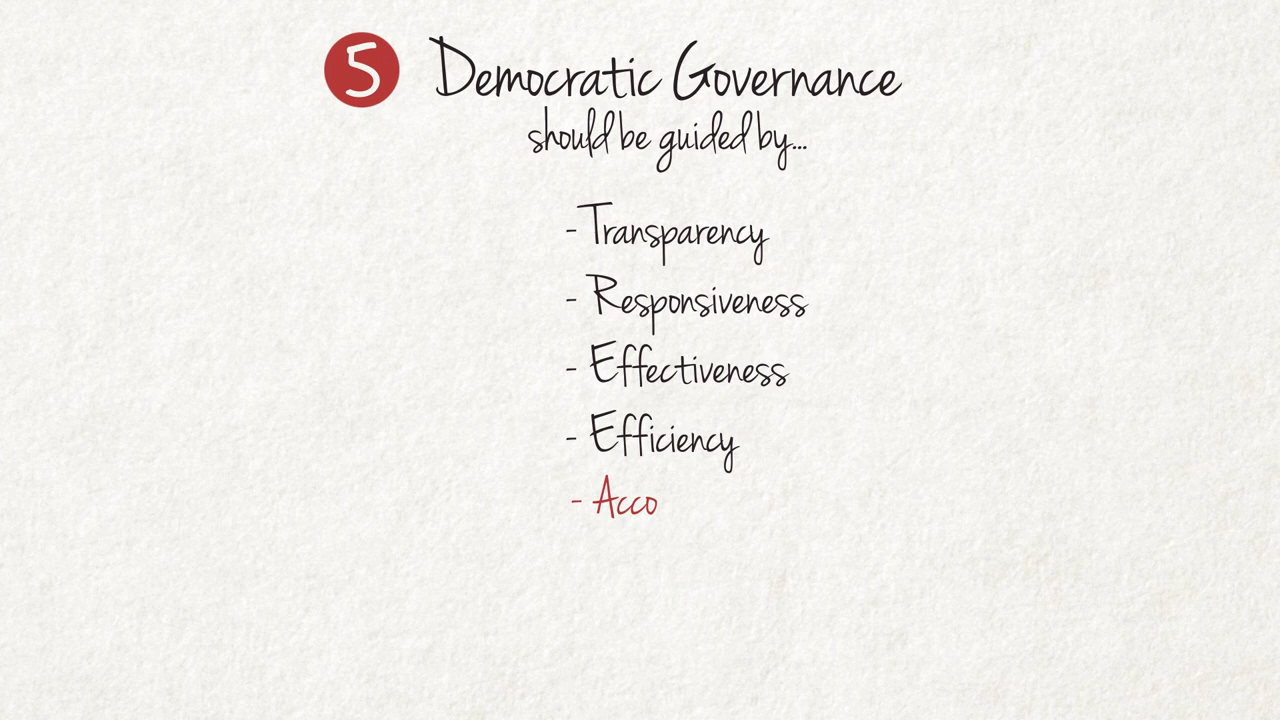 5 Democratic Governance
should be guided by...
- Transparency
- Responsiveness
- Effectiveness
- Efficiency
- Acco